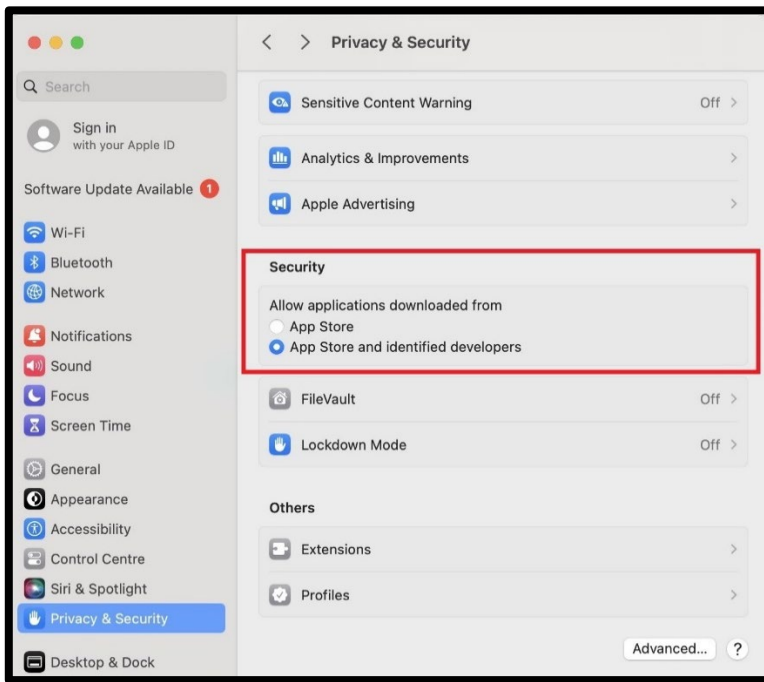 Search
Sign in
with your Apple ID
Software Update Available 1
Wi-Fi
Bluetooth
Network
Notifications
Sound
Focus
Screen Time
General
Appearance
Accessibility
Control Centre
Siri & Spotlight
Privacy & Security
Desktop & Dock
Privacy & Security
Sensitive Content Warning Off
Analytics & Improvements
Apple Advertising
Security
Allow applications downloaded from
App Store
App Store and identified developers
FileVault Off
Lockdown Mode Off
Others
Extensions
Profiles
Advanced... ?